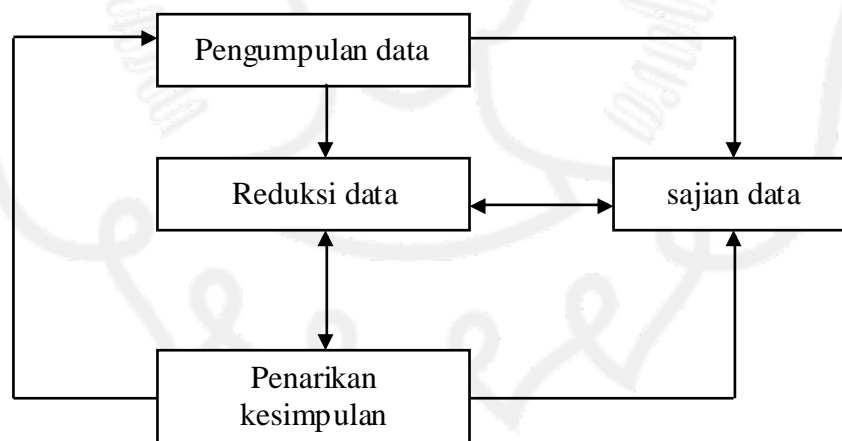 Pengumpulan data
Reduksi data
sajian data
Penarikan
kesimpulan